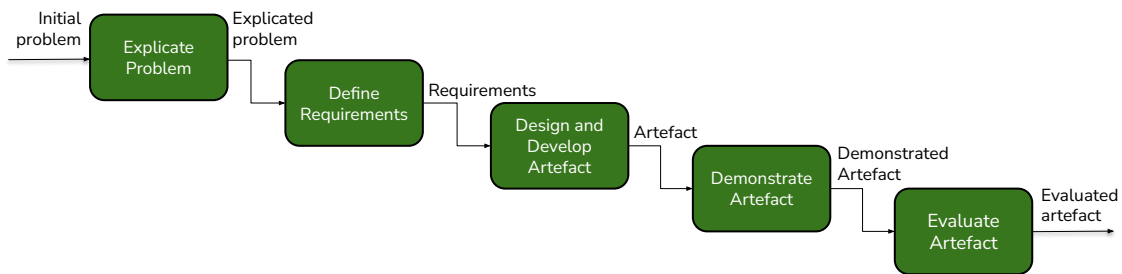 Initial
problem
Explicate
Problem
Explicated
problem
Define
Requirements
Requirements
Design and
Develop
Artefact
Artefact
Demonstrate
Artefact
Demonstrated
Artefact
Evaluate
Artefact
Evaluated
artefact